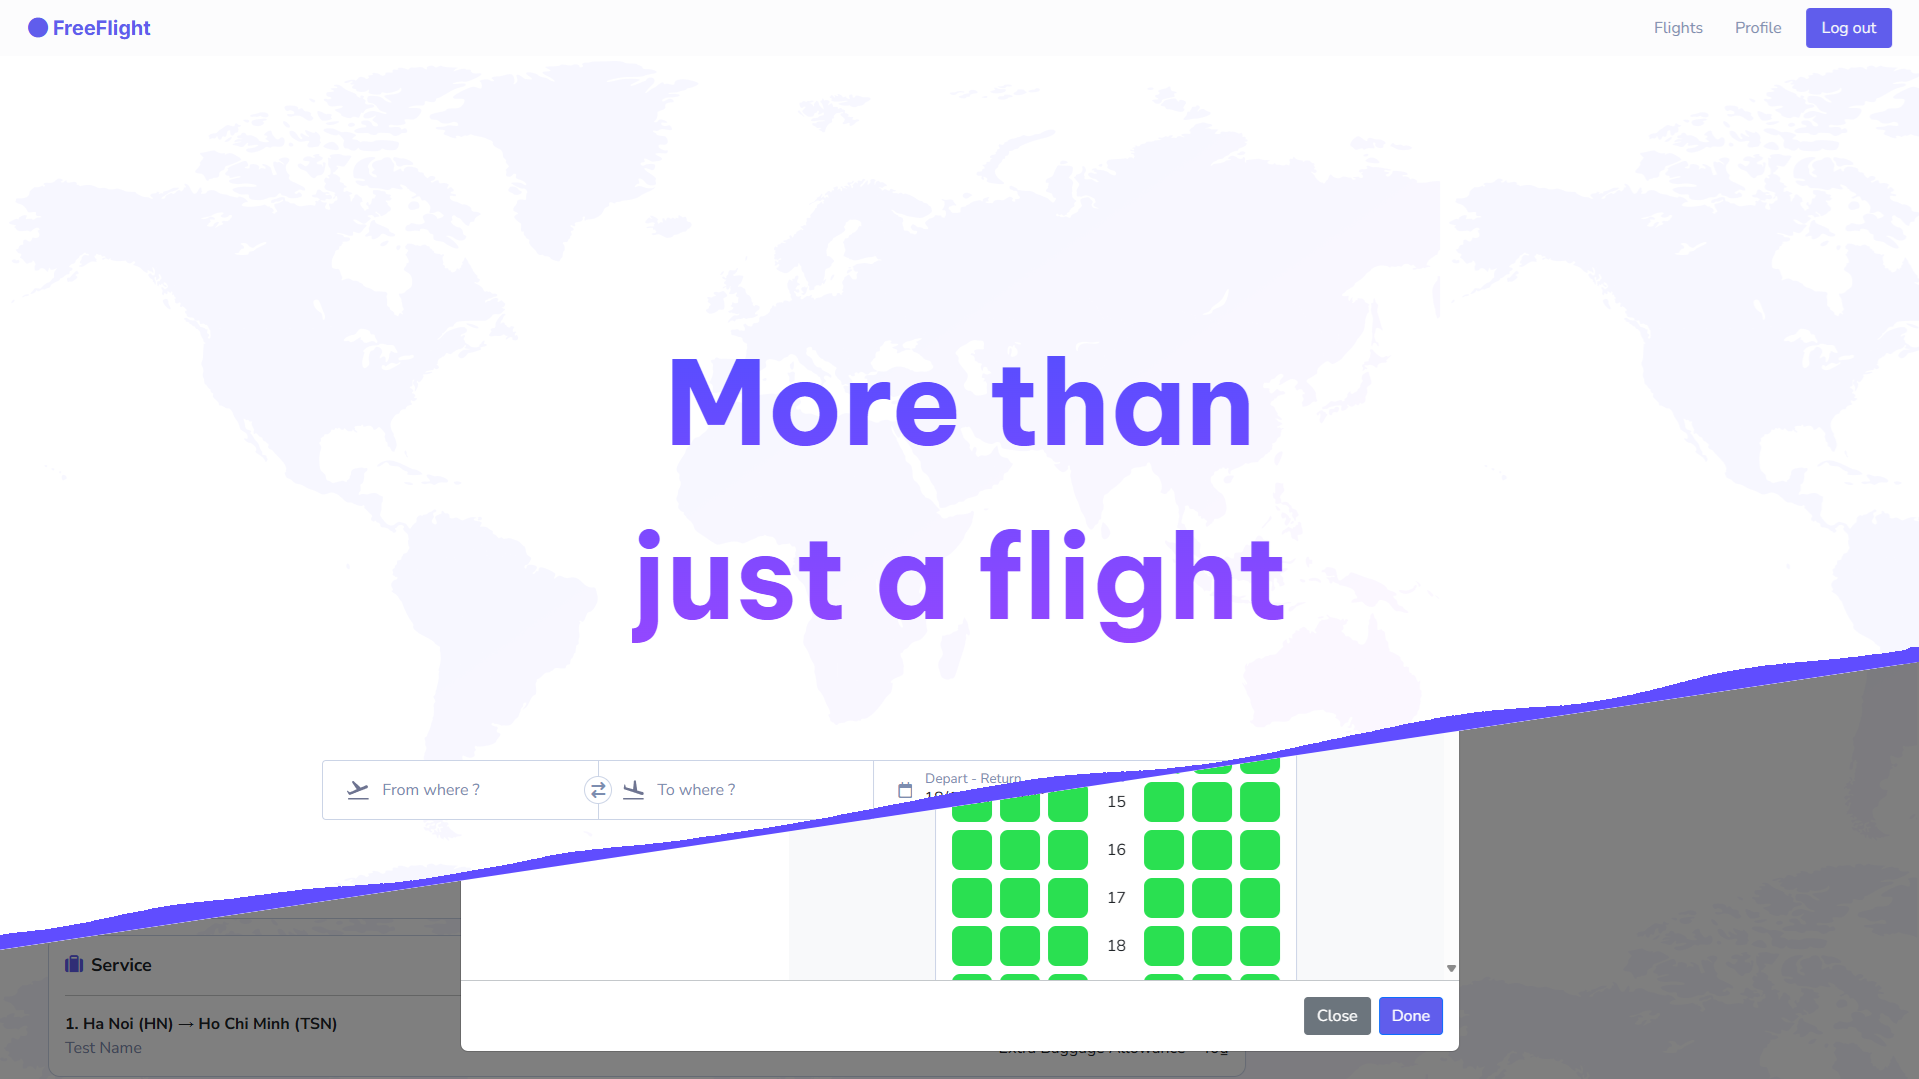 FreeFlight
Flights
Profile
Log out
More than
just a flight
From where ?
To where ?
Depart - Return
15
16
17
18
Service
1. Ha Noi (HN) → Ho Chi Minh (TSN)
Test Name
Close
Done